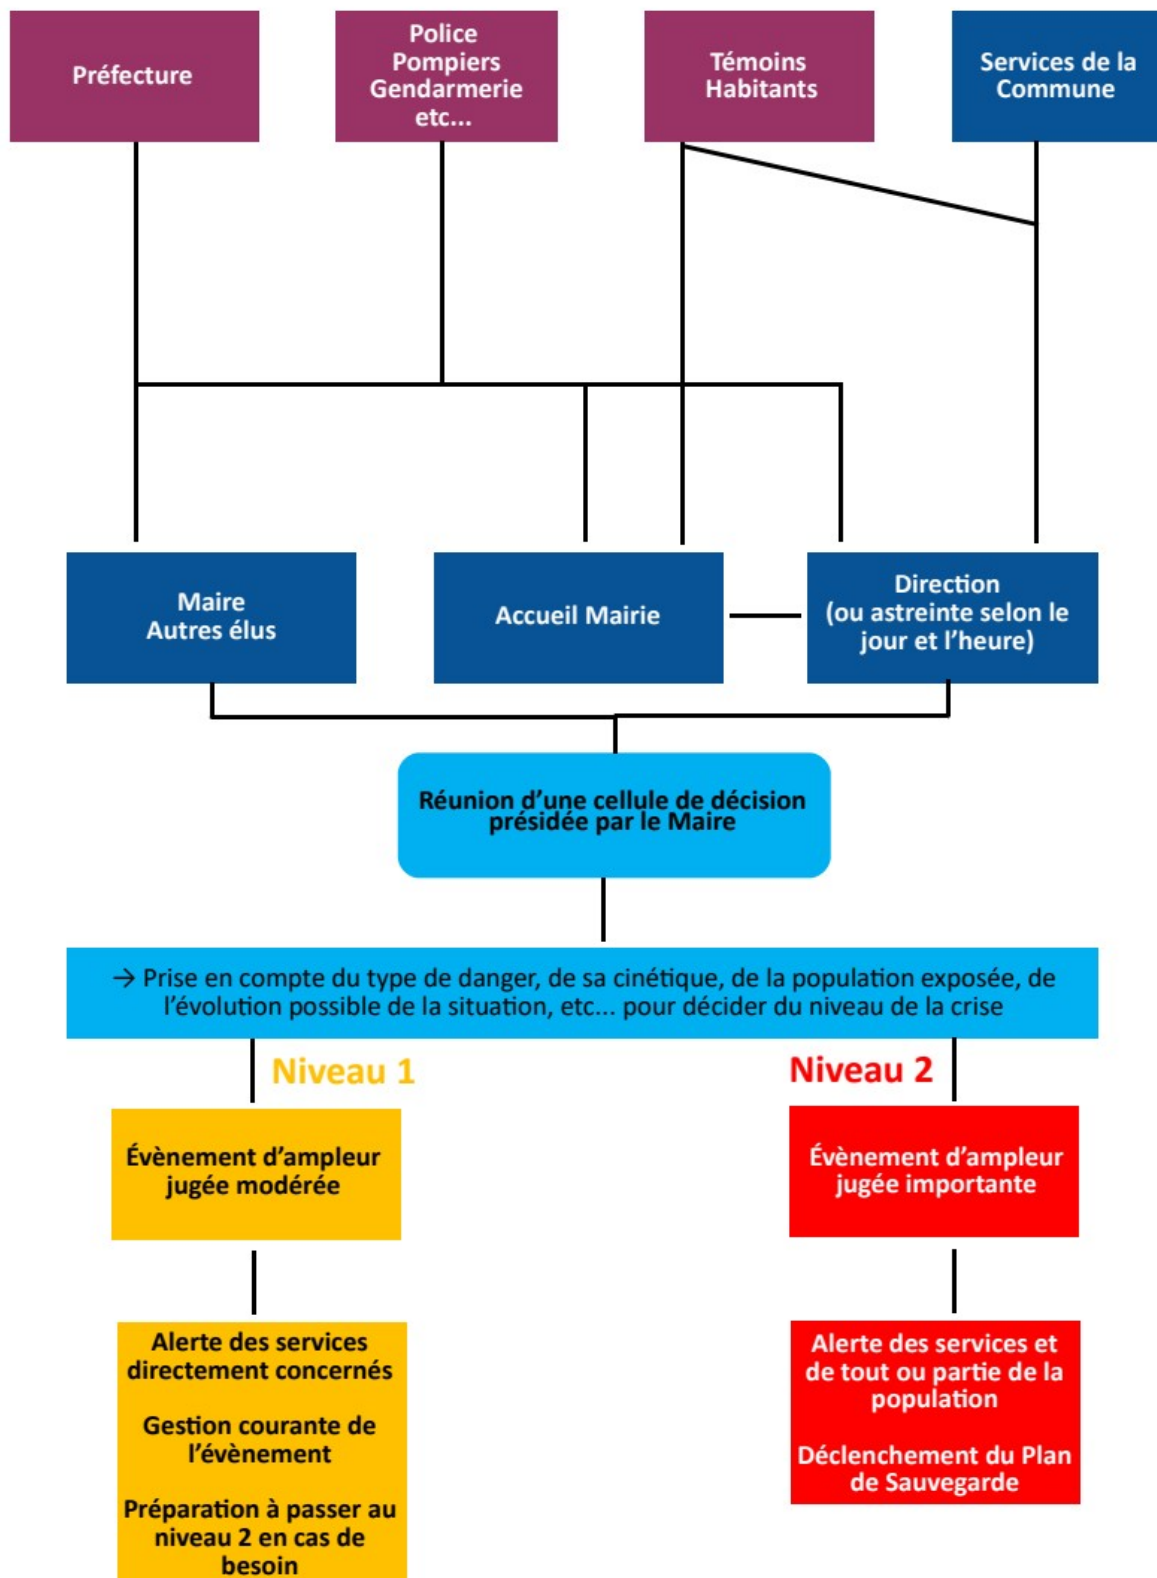 Préfecture
Police
Pompiers
Gendarmerie
etc...
Témoins
Habitants
Services de la
Commune
Maire
Autres élus
Accueil Mairie
Direction
(ou astreinte selon le
jour et l'heure)
Réunion d'une cellule de décision
présidée par le Maire
→ Prise en compte du type de danger, de sa cinétique, de la population exposée, de
l'évolution possible de la situation, etc... pour décider du niveau de la crise
Niveau 1
Évènement d'ampleur
jugée modérée
Alerte des services
directement concernés
Gestion courante de
l'évènement
Préparation à passer au
niveau 2 en cas de
besoin
Niveau 2
Évènement d'ampleur
jugée importante
Alerte des services et
de tout ou partie de la
population
Déclenchement du Plan
de Sauvegarde